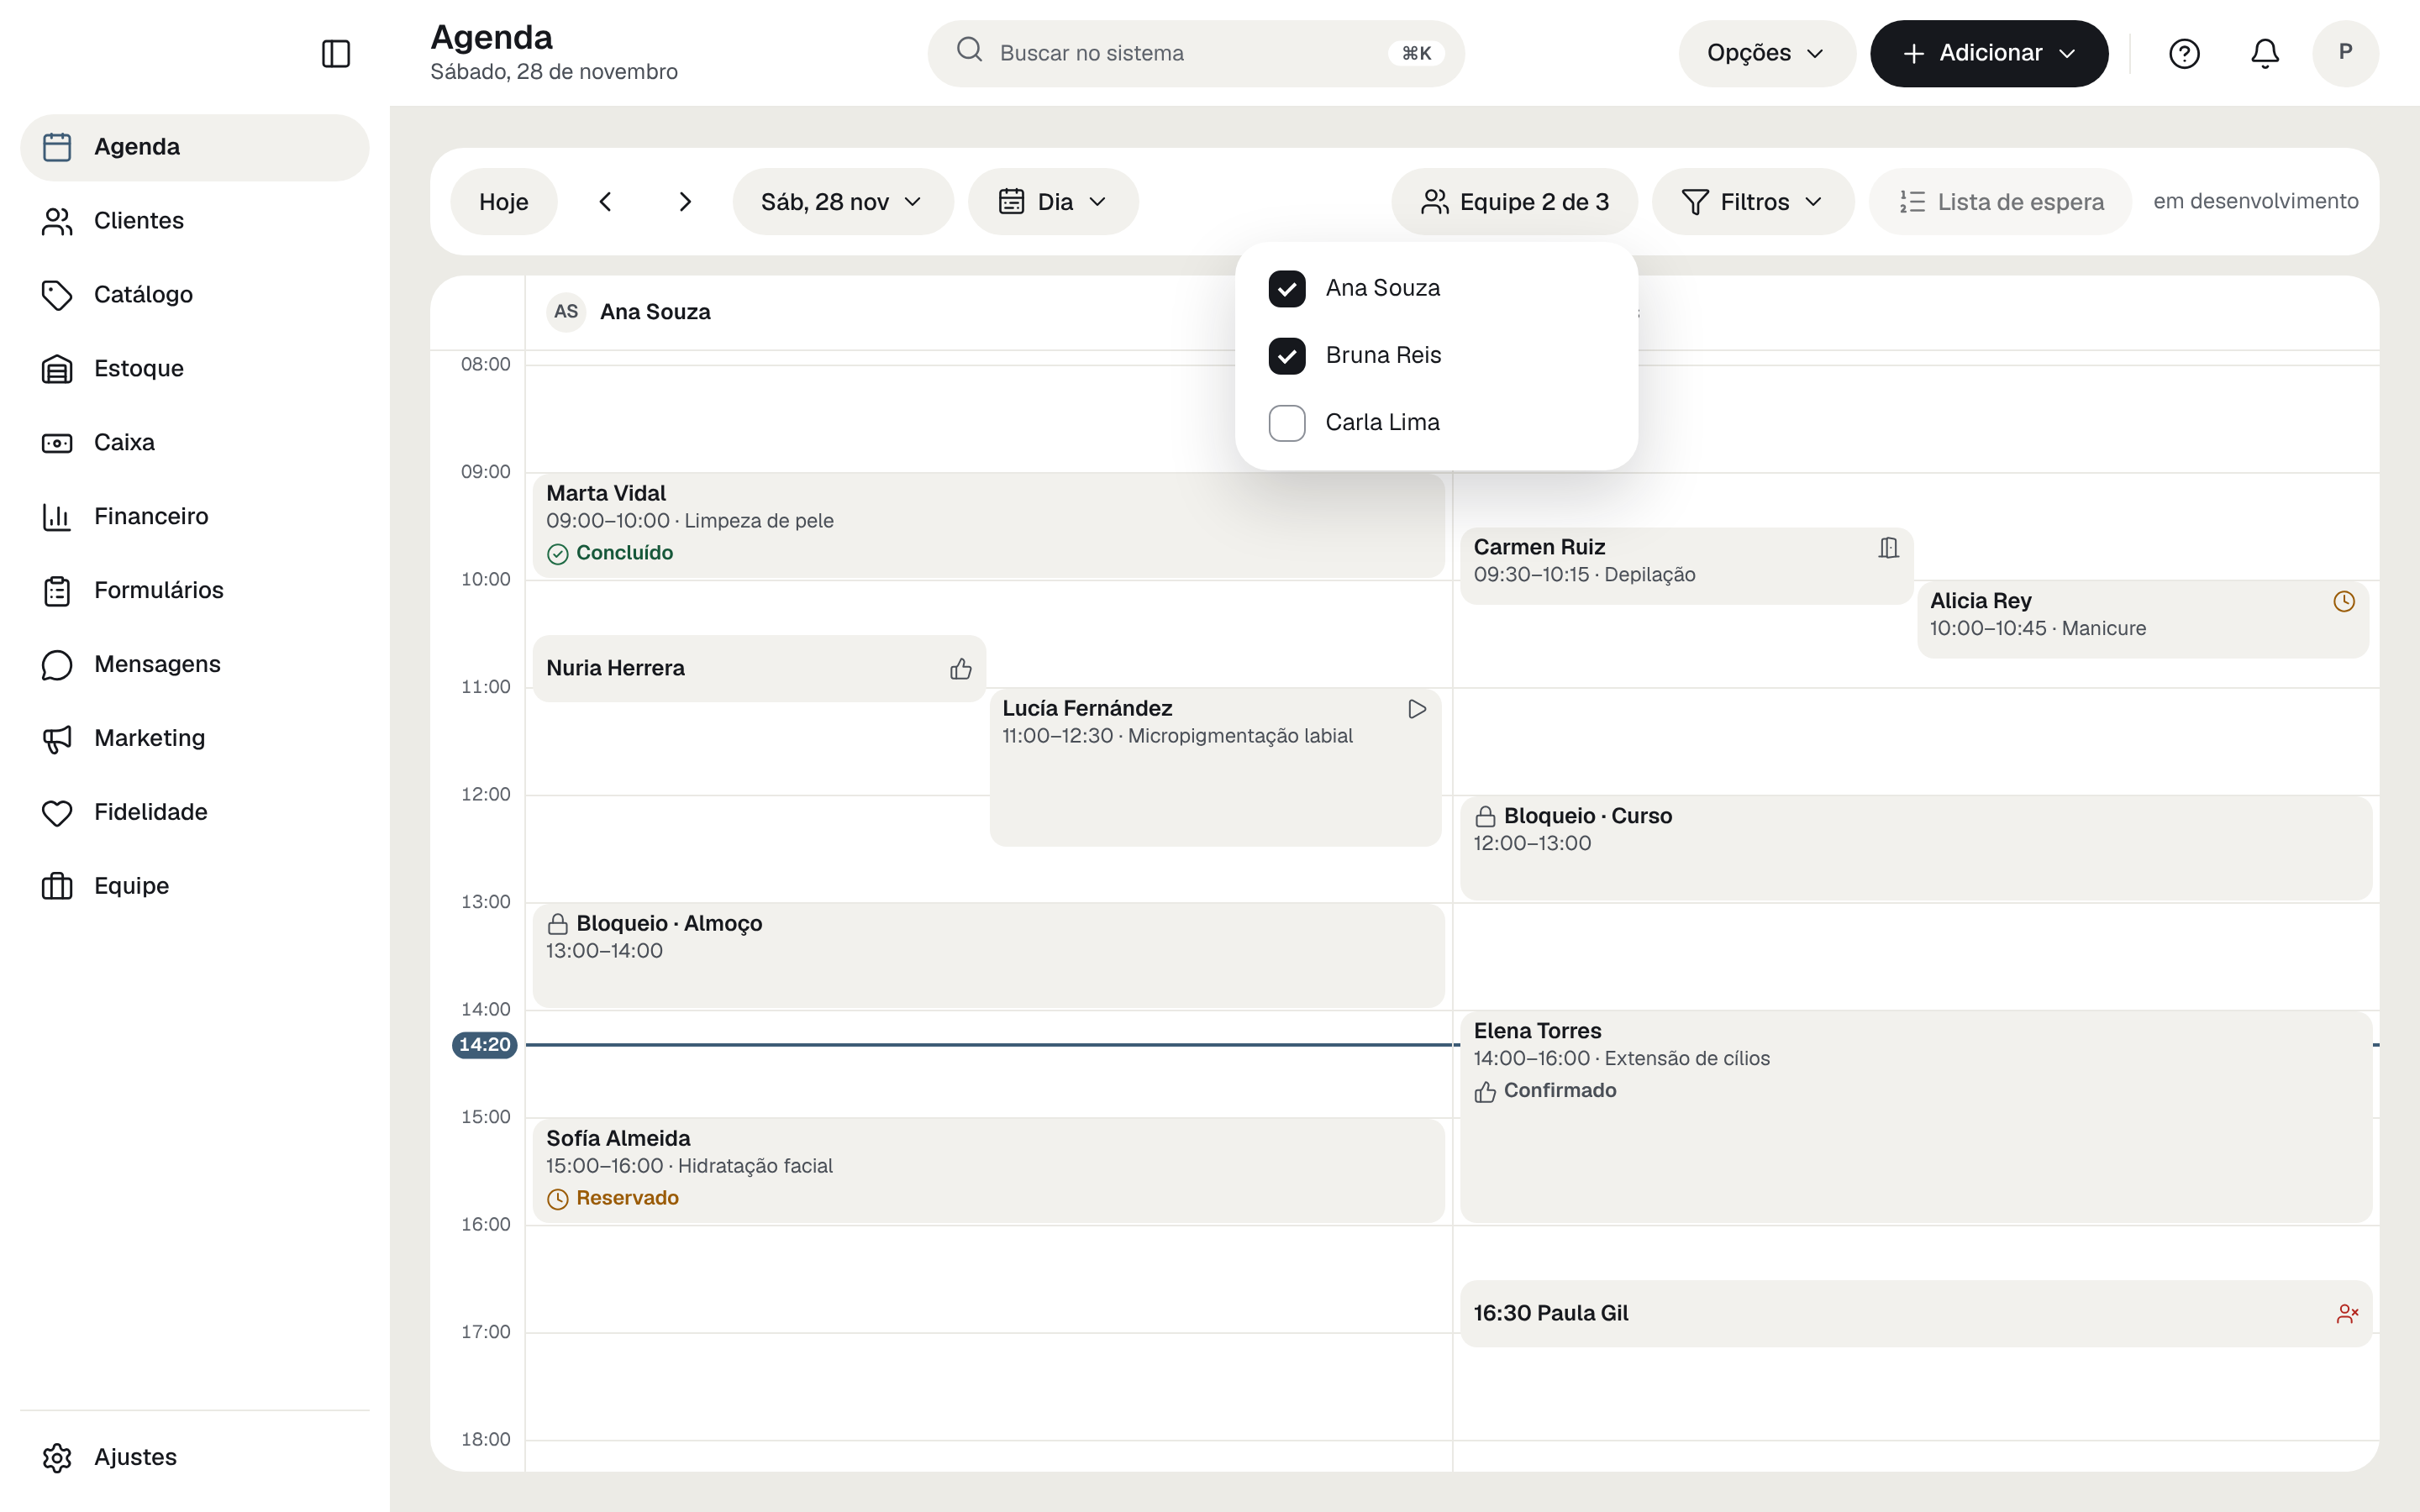 Agenda
Sábado, 28 de novembro
Buscar no sistema
⌘K
Opções
Adicionar
P
Agenda
Clientes
Catálogo
Estoque
Caixa
Financeiro
Formulários
Mensagens
Marketing
Fidelidade
Equipe
Ajustes
Hoje
Sáb, 28 nov
Dia
Equipe 2 de 3
Filtros
Lista de espera
em desenvolvimento
Ana Souza
Bruna Reis
Carla Lima
AS
Ana Souza
08:00
09:00
10:00
11:00
12:00
13:00
14:00
14:20
15:00
16:00
17:00
18:00
Marta Vidal
09:00–10:00 · Limpeza de pele
Concluído
Nuria Herrera
Lucía Fernández
11:00–12:30 · Micropigmentação labial
Bloqueio · Almoço
13:00–14:00
Sofía Almeida
15:00–16:00 · Hidratação facial
Reservado
Carmen Ruiz
09:30–10:15 · Depilação
Alicia Rey
10:00–10:45 · Manicure
Bloqueio · Curso
12:00–13:00
Elena Torres
14:00–16:00 · Extensão de cílios
Confirmado
16:30 Paula Gil